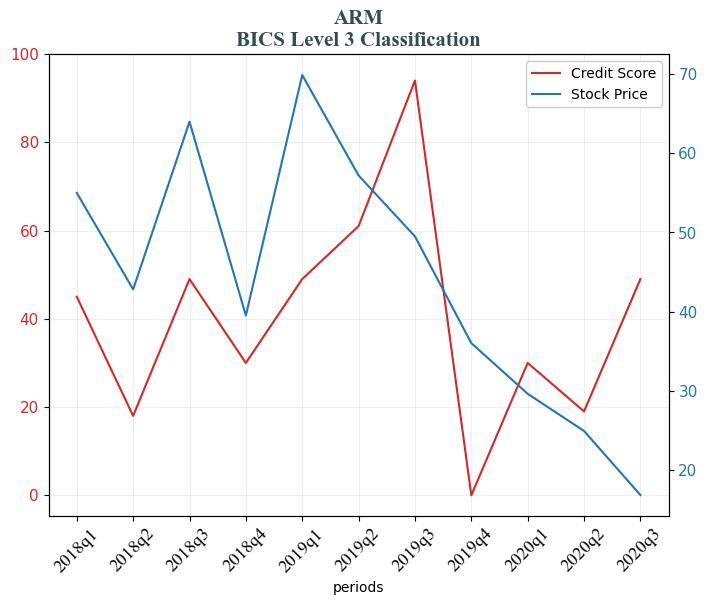 ARM
BICS Level 3 Classification
100
80
60
40
20
0
70
60
50
40
30
20
Credit Score
Stock Price
2018q1
2018q2
2018q3
2018q4
2019q1
2019q2
2019q3
2019q4
2020q1
2020q2
2020q3
periods